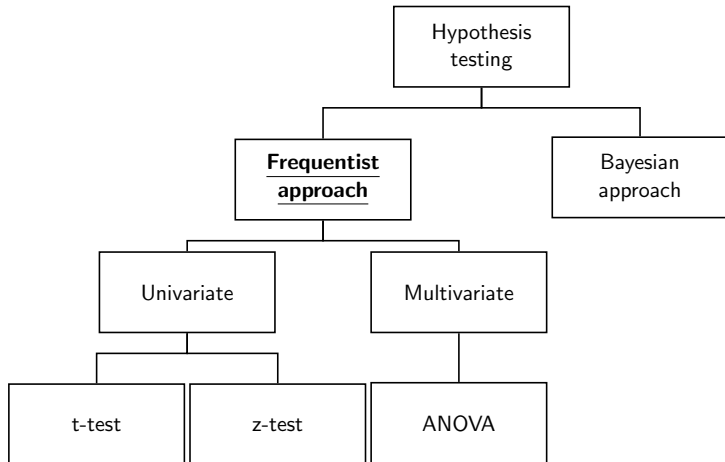 Hypothesis
testing
Frequentist
approach
Bayesian
approach
Univariate
Multivariate
t-test
z-test
ANOVA